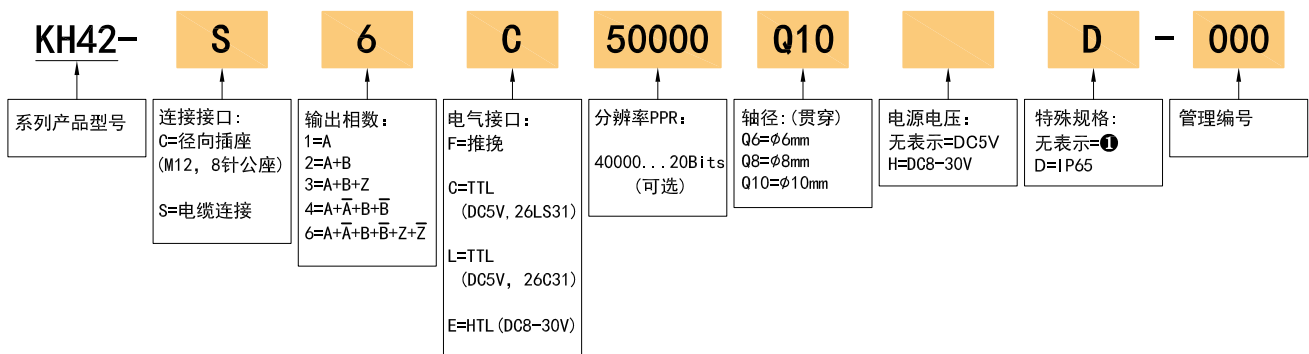 KH42- S 6 C 50000 Q10 D - 000
系列产品型号
连接接口:
C=径向插座
(M12, 8针公座)
S=电缆连接
输出相数:
1=A
2=A+B
3=A+B+Z
4=A+A̅+B+B̅
6=A+A̅+B+B̅+Z+Z̅
电气接口:
F=推挽
C=TTL
(DC5V,26LS31)
L=TTL
(DC5V, 26C31)
E=HTL(DC8-30V)
分辨率PPR:
40000...20Bits
(可选)
轴径:(贯穿)
Q6=ϕ6mm
Q8=ϕ8mm
Q10=ϕ10mm
电源电压:
无表示=DC5V
H=DC8-30V
特殊规格:
无表示=❶
D=IP65
管理编号